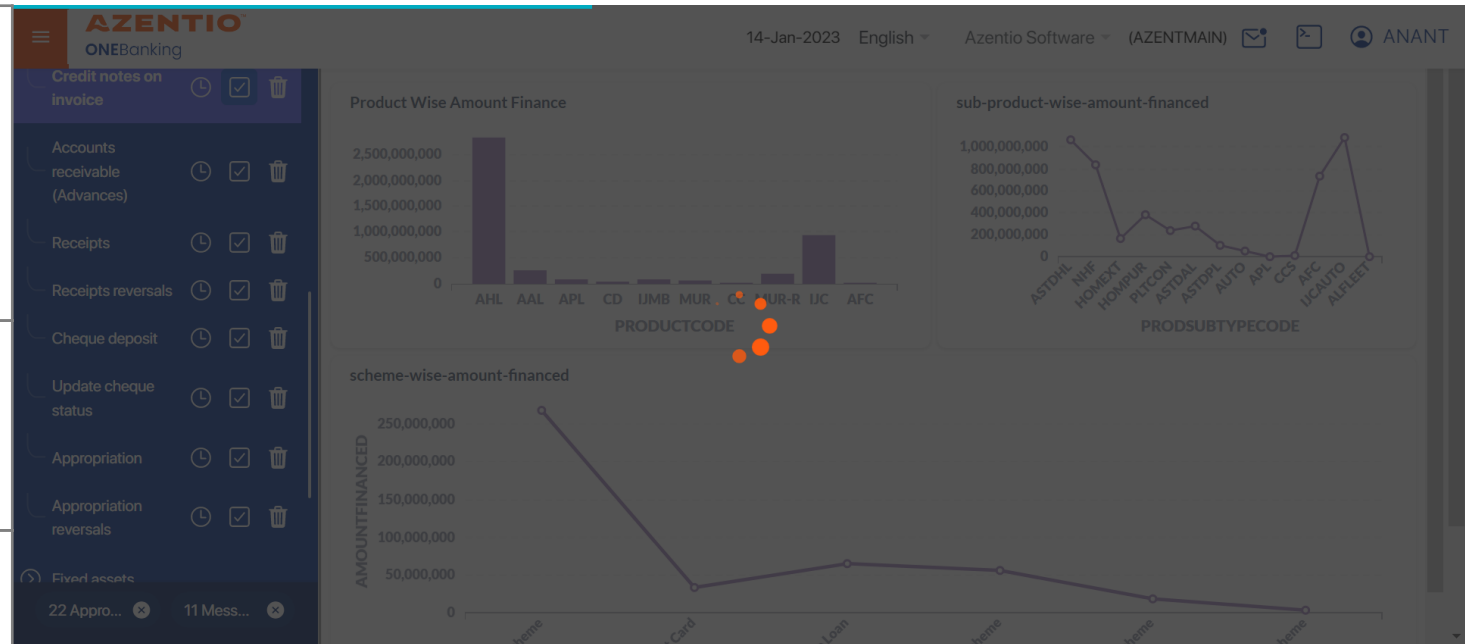 AZENTIO
ONEBanking
14-Jan-2023 English Azentio Software (AZENTMAIN) ANANT
Credit notes on
invoice
Accounts
receivable
(Advances)
Receipts
Receipts reversals
Cheque deposit
Update cheque
status
Appropriation
Appropriation
reversals
Fixed assets
22 Appro...
11 Mess...
Product Wise Amount Finance
2,500,000,000
2,000,000,000
1,500,000,000
1,000,000,000
500,000,000
0
AHL AAL APL CD IJMB MUR CC MUR-R IJC AFC
PRODUCTCODE
sub-product-wise-amount-financed
1,000,000,000
800,000,000
600,000,000
400,000,000
200,000,000
0
ASTDHL NHF HOMEXT HOMPUR PLTCON ASTDAL ASTDPL AUTO APL CCS AFC IJCAUTO ALFLEET
PRODSUBTYPECODE
scheme-wise-amount-financed
AMOUNTFINANCED
250,000,000
200,000,000
150,000,000
100,000,000
50,000,000
0
Card Loan